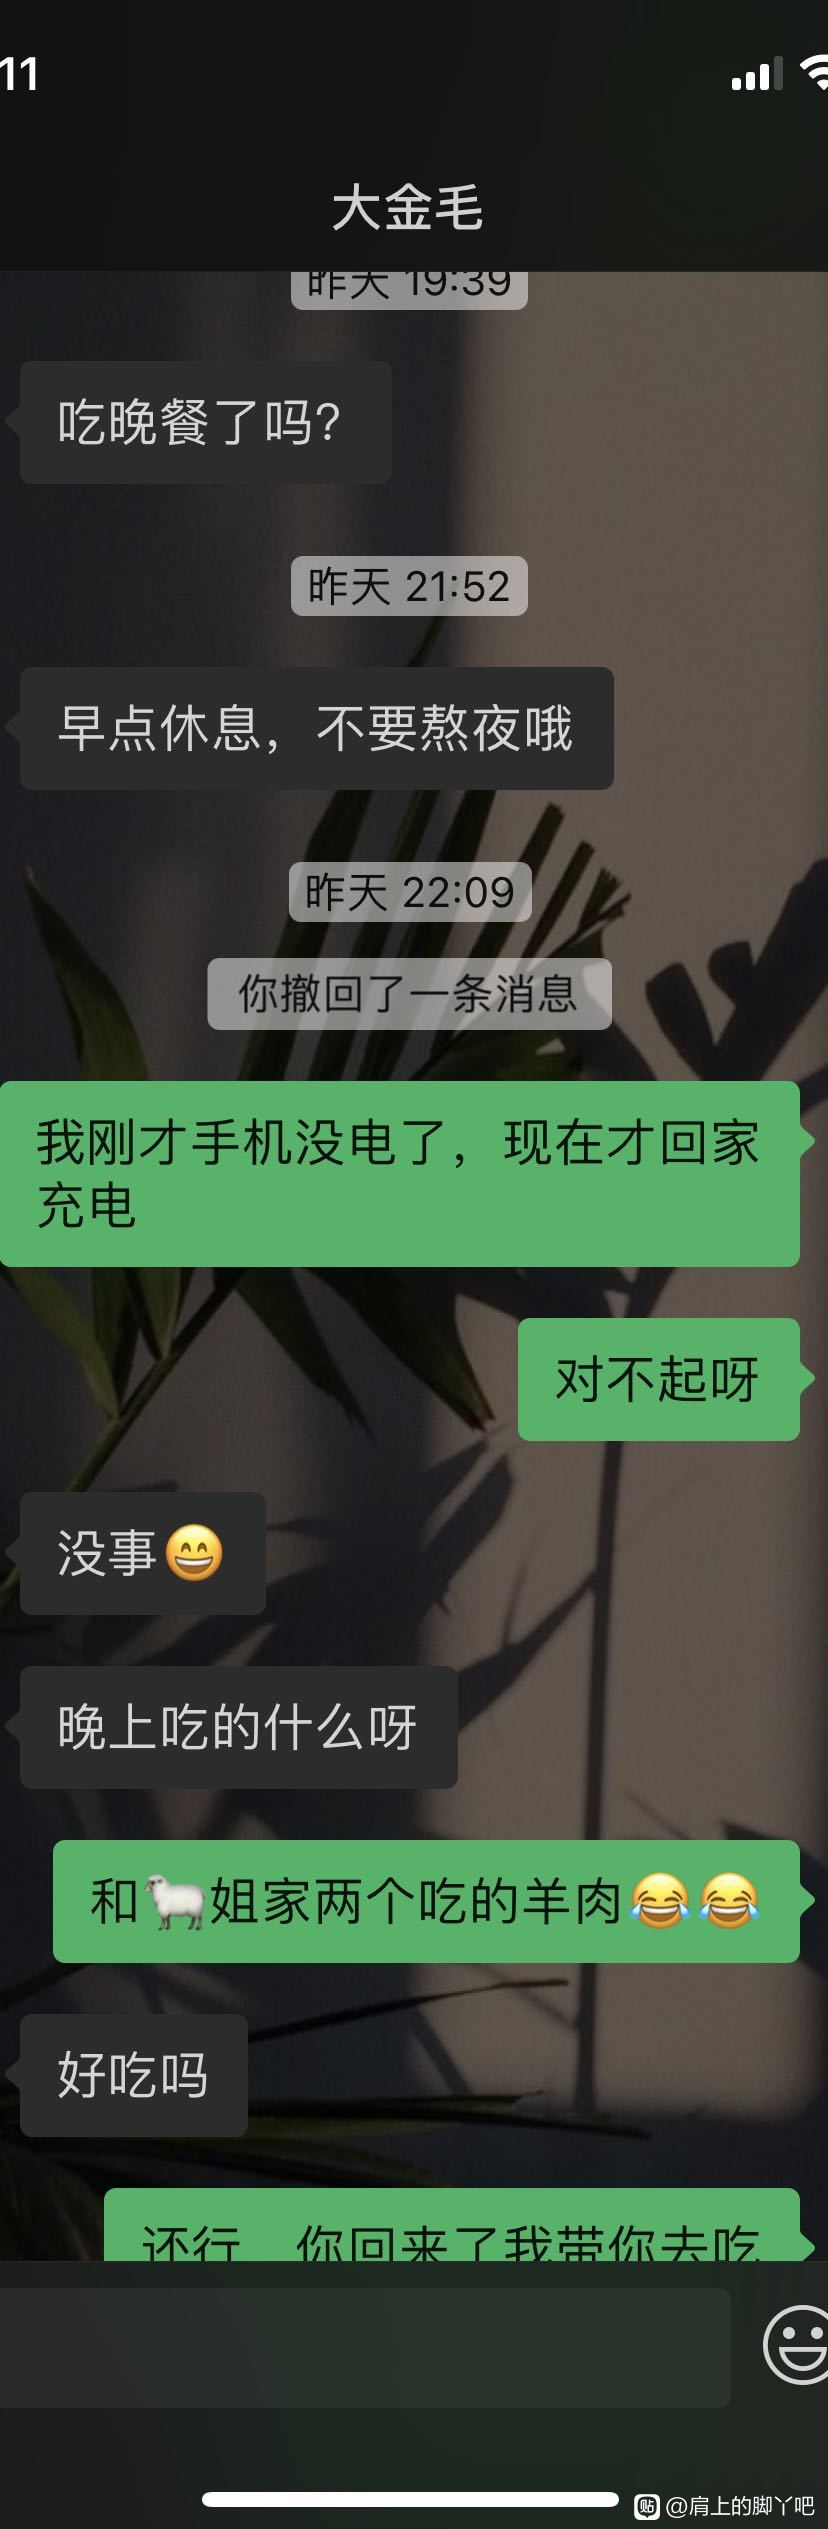 11
大金毛
昨天 19:39
吃晚餐了吗?
昨天 21:52
早点休息，不要熬夜哦
昨天 22:09
你撤回了一条消息
我刚才手机没电了，现在才回家
充电
对不起呀
没事😄
晚上吃的什么呀
和🐑姐家两个吃的羊肉😂😂
好吃吗
还行 你回来了我带你去吃
贴 @肩上的脚丫吧